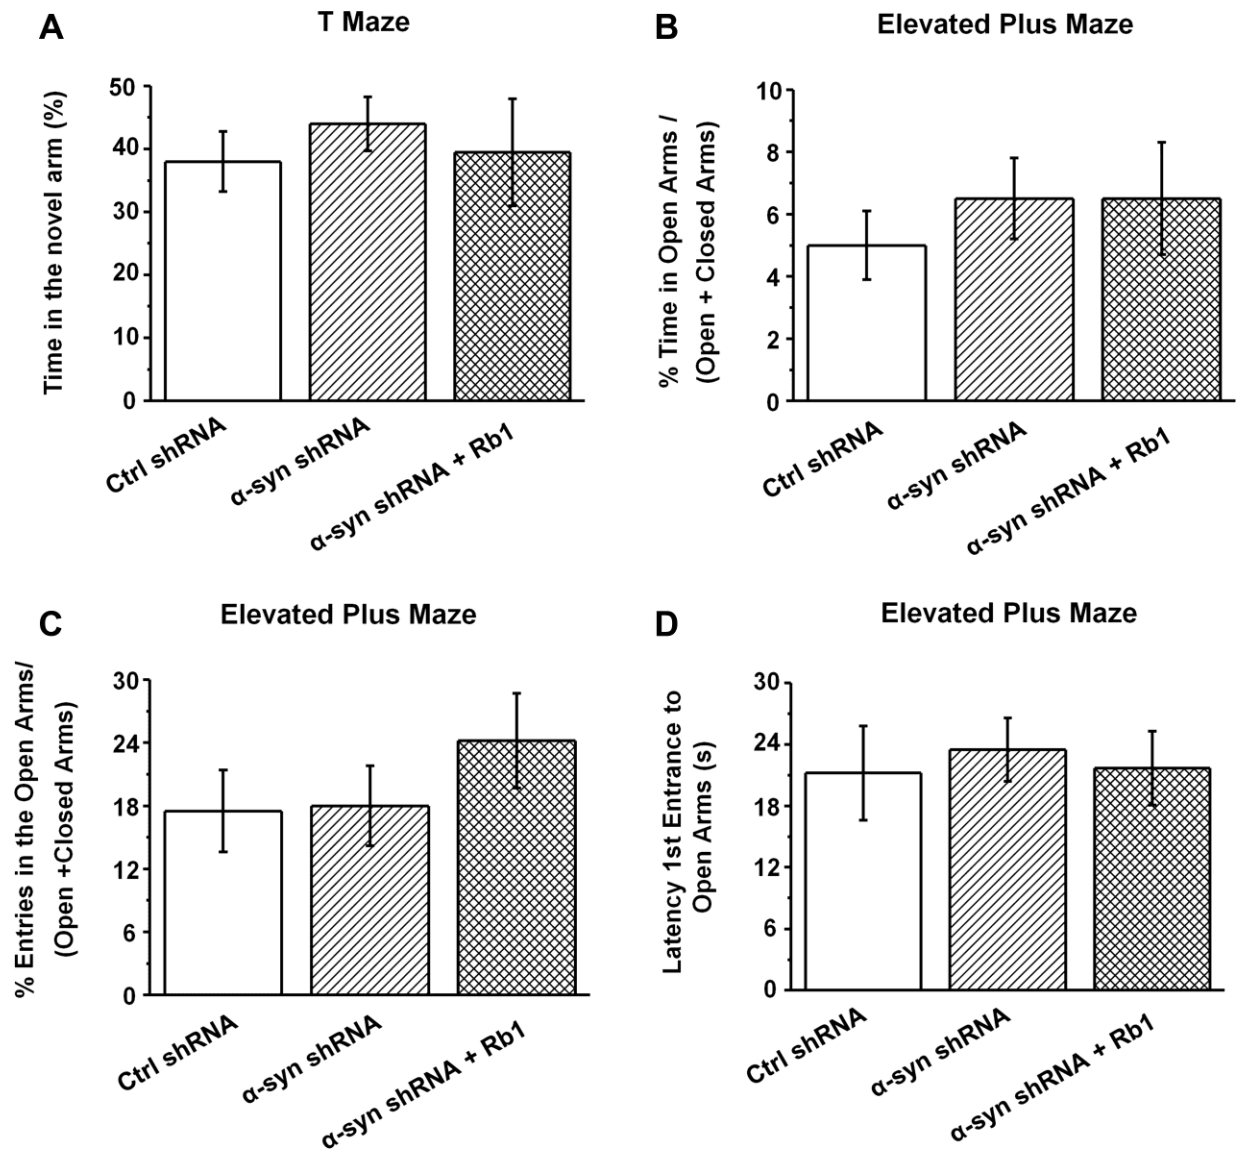 A
T Maze
Time in the novel arm (%)
50
40
30
20
10
0
Ctrl shRNA
α-syn shRNA
α-syn shRNA + Rb1
B
Elevated Plus Maze
% Time in Open Arms /
(Open + Closed Arms)
10
8
6
4
2
0
Ctrl shRNA
α-syn shRNA
α-syn shRNA + Rb1
C
Elevated Plus Maze
% Entries in the Open Arms/
(Open +Closed Arms)
30
24
18
12
6
0
Ctrl shRNA
α-syn shRNA
α-syn shRNA + Rb1
D
Elevated Plus Maze
Latency 1st Entrance to
Open Arms (s)
30
24
18
12
6
0
Ctrl shRNA
α-syn shRNA
α-syn shRNA + Rb1